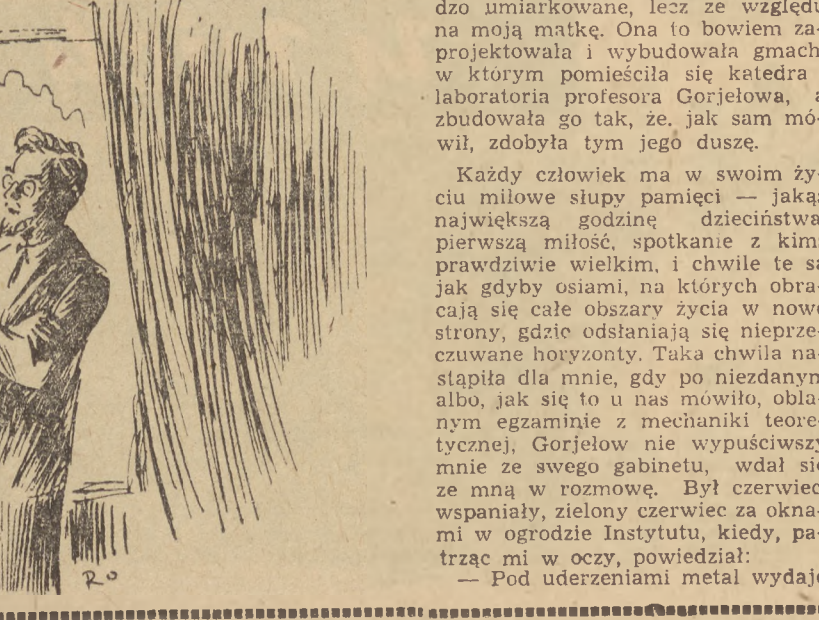 dzo umiarkowane, lecz ze względu
na moją matkę. Ona to bowiem za-
projektowała i wybudowała gmach
w którym pomieściła się katedra
laboratoria profesora Gorjełowa, a
zbudowała go tak, że. jak sam mó-
wił, zdobyła tym jego duszę.
Każdy człowiek ma w swoim ży-
ciu milowe słupy pamięci — jakąś
największą godzinę dzieciństwa
pierwszą miłość, spotkanie z kimś
prawdziwie wielkim, i chwile te są
jak gdyby osiami, na których obra-
cają się całe obszary życia w nowe
strony, gdzie odsłaniają się nieprze-
czuwane horyzonty. Taka chwila na-
stąpiła dla mnie, gdy po niezdanym
albo, jak się to u nas mówiło, obla-
nym egzaminie z mechaniki teore-
tycznej, Gorjełow nie wypuściwszy
mnie ze swego gabinetu, wdał się
ze mną w rozmowę. Był czerwiec
wspaniały, zielony czerwiec za okna-
mi w ogrodzie Instytutu, kiedy, pa-
trząc mi w oczy, powiedział:
— Pod uderzeniami metal wydaje
RO